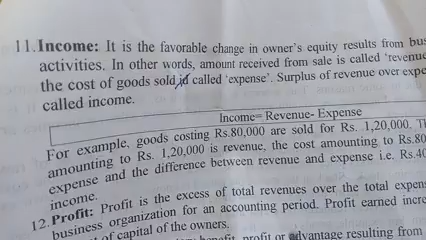 11. Income: It is the favorable change in owner's equity results from
activities. In other words, amount received from sale is called 'revenue
the cost of goods sold is called 'expense'. Surplus of revenue over
called income.
Income= Revenue- Expense
For example, goods costing Rs.80,000 are sold for Rs. 1,20,000.
amounting to Rs. 1,20,000 is revenue, the cost amounting to Rs.80
expense and the difference between revenue and expense i.e. Rs.40
income.
12. Profit: Profit is the excess of total revenues over the total
business organization for an accounting period. Profit earned
of capital of the owners.
profit or advantage resulting from